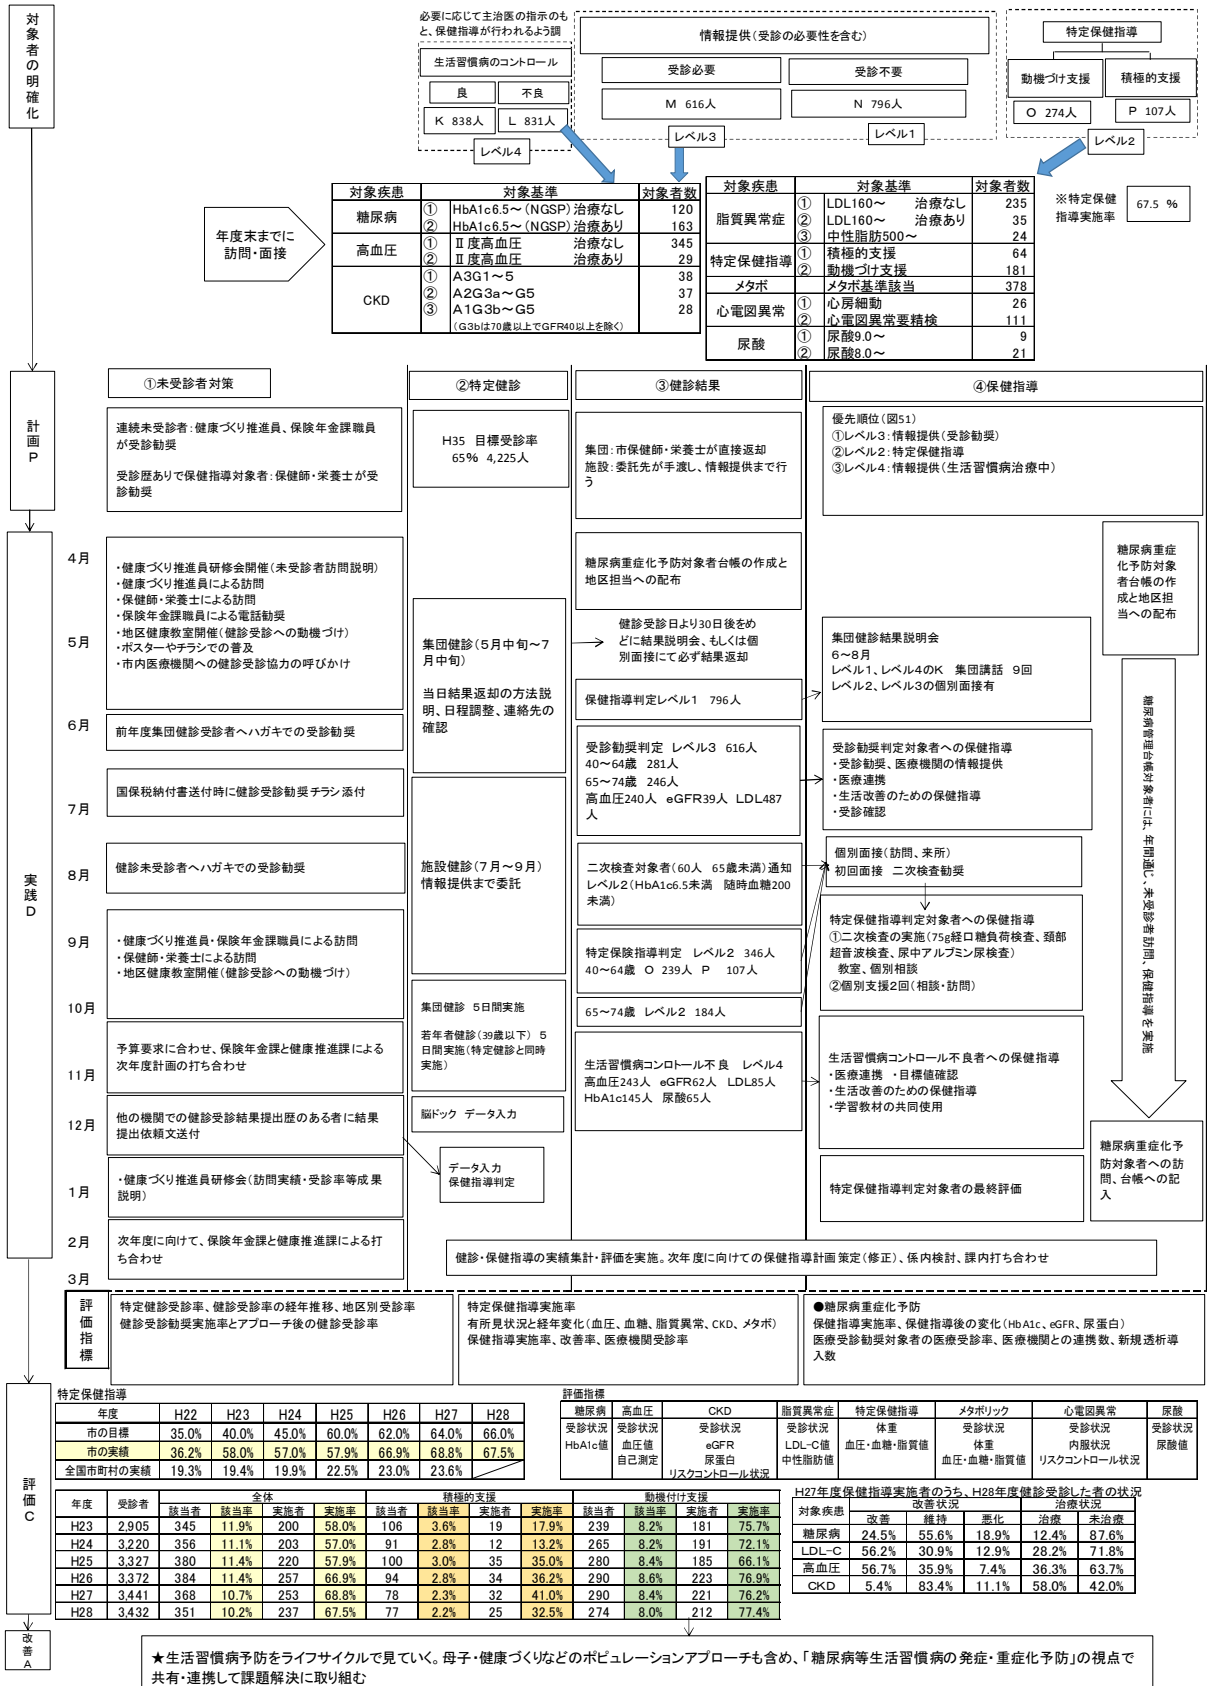 対象者の明確化
必要に応じて主治医の指示のも
と、保健指導が行われるよう調
生活習慣病のコントロール
良 不良
K 838人 L 831人
レベル4
情報提供(受診の必要性を含む)
受診必要 受診不要
M 616人 N 796人
レベル3 レベル1
特定保健指導
動機づけ支援 積極的支援
O 274人 P 107人
レベル2
年度末までに
訪問・面接
対象疾患 対象基準 対象者数
糖尿病 ① HbA1c6.5~(NGSP)治療なし 120
② HbA1c6.5~(NGSP)治療あり 163
高血圧 ① Ⅱ度高血圧 治療なし 345
② Ⅱ度高血圧 治療あり 29
CKD ① A3G1~5 38
② A2G3a~G5 37
③ A1G3b~G5 28
(G3bは70歳以上でGFR40以上を除く)
対象疾患 対象基準 対象者数
脂質異常症 ① LDL160~ 治療なし 235
② LDL160~ 治療あり 35
③ 中性脂肪500~ 24
特定保健指導 ① 積極的支援 64
② 動機づけ支援 181
メタボ メタボ基準該当 378
心電図異常 ① 心房細動 26
② 心電図異常要精検 111
尿酸 ① 尿酸9.0~ 9
② 尿酸8.0~ 21
※特定保健
指導実施率
67.5 %
計画P
①未受診者対策 ②特定健診 ③健診結果 ④保健指導
連続未受診者:健康づくり推進員、保険年金課職員
が受診勧奨
受診歴ありで保健指導対象者:保健師・栄養士が受
診勧奨
H35 目標受診率
65% 4,225人
集団:市保健師・栄養士が直接返却
施設:委託先が手渡し、情報提供まで行
う
優先順位(図51)
①レベル3:情報提供(受診勧奨)
②レベル2:特定保健指導
③レベル4:情報提供(生活習慣病治療中)
実践D
4月
5月
6月
7月
8月
9月
10月
11月
12月
1月
2月
3月
・健康づくり推進員研修会開催(未受診者訪問説明)
・健康づくり推進員による訪問
・保健師・栄養士による訪問
・保険年金課職員による電話勧奨
・地区健康教室開催(健診受診への動機づけ)
・ポスターやチラシでの普及
・市内医療機関への健診受診協力の呼びかけ
前年度集団健診受診者へハガキでの受診勧奨
国保税納付書送付時に健診受診勧奨チラシ添付
健診未受診者へハガキでの受診勧奨
・健康づくり推進員・保険年金課職員による訪問
・保健師・栄養士による訪問
・地区健康教室開催(健診受診への動機づけ)
予算要求に合わせ、保険年金課と健康推進課による
次年度計画の打ち合わせ
他の機関での健診受診結果提出歴のある者に結果
提出依頼文送付
・健康づくり推進員研修会(訪問実績・受診率等成果
説明)
次年度に向けて、保険年金課と健康推進課による打
ち合わせ
集団健診(5月中旬~7
月中旬)
当日結果返却の方法説
明、日程調整、連絡先の
確認
施設健診(7月~9月)
情報提供まで委託
集団健診 5日間実施
若年者健診(39歳以下) 5
日間実施(特定健診と同時
実施)
脳ドック データ入力
データ入力
保健指導判定
糖尿病重症化予防対象者台帳の作成と
地区担当への配布
健診受診日より30日後をめ
どに結果説明会、もしくは個
別面接にて必ず結果返却
保健指導判定レベル1 796人
受診勧奨判定 レベル3 616人
40~64歳 281人
65~74歳 246人
高血圧240人 eGFR39人 LDL487
人
二次検査対象者(60人 65歳未満)通知
レベル2(HbA1c6.5未満 随時血糖200
未満)
特定保険指導判定 レベル2 346人
40~64歳 O 239人 P 107人
65~74歳 レベル2 184人
生活習慣病コンロトール不良 レベル4
高血圧243人 eGFR62人 LDL85人
HbA1c145人 尿酸65人
集団健診結果説明会
6~8月
レベル1、レベル4のK 集団講話 9回
レベル2、レベル3の個別面接有
受診勧奨判定対象者への保健指導
・受診勧奨、医療機関の情報提供
・医療連携
・生活改善のための保健指導
・受診確認
個別面接(訪問、来所)
初回面接 二次検査勧奨
特定保健指導判定対象者への保健指導
①二次検査の実施(75g経口糖負荷検査、頚部
超音波検査、尿中アルブミン尿検査)
教室、個別相談
②個別支援2回(相談・訪問)
生活習慣病コントロール不良者への保健指導
・医療連携 ・目標値確認
・生活改善のための保健指導
・学習教材の共同使用
特定保健指導判定対象者の最終評価
糖尿病重症
化予防対象
者台帳の作
成と地区担
当への配布
糖尿病管理台帳対象者には、年間通じ、未受診者訪問、保健指導を実施
糖尿病重症化予
防対象者への訪
問、台帳への記
入
健診・保健指導の実績集計・評価を実施。次年度に向けての保健指導計画策定(修正)、係内検討、課内打ち合わせ
評価指標
特定健診受診率、健診受診率の経年推移、地区別受診率
健診受診勧奨実施率とアプローチ後の健診受診率
特定保健指導実施率
有所見状況と経年変化(血圧、血糖、脂質異常、CKD、メタボ)
保健指導実施率、改善率、医療機関受診率
●糖尿病重症化予防
保健指導実施率、保健指導後の変化(HbA1c、eGFR、尿蛋白)
医療受診勧奨対象者の医療受診率、医療機関との連携数、新規透析導
入数
評価C
特定保健指導
年度 H22 H23 H24 H25 H26 H27 H28
市の目標 35.0% 40.0% 45.0% 60.0% 62.0% 64.0% 66.0%
市の実績 36.2% 58.0% 57.0% 57.9% 66.9% 68.8% 67.5%
全国市町村の実績 19.3% 19.4% 19.9% 22.5% 23.0% 23.6%
評価指標
糖尿病 高血圧 CKD 脂質異常症 特定保健指導 メタボリック 心電図異常 尿酸
受診状況 受診状況 受診状況 受診状況 体重 受診状況 受診状況 受診状況
HbA1c値 血圧値 eGFR LDL-C値 血圧・血糖・脂質値 体重 内服状況 尿酸値
自己測定 尿蛋白 中性脂肪値 血圧・血糖・脂質値 リスクコントロール状況
リスクコントロール状況
年度 受診者 全体 積極的支援 動機付け支援
該当者 該当率 実施者 実施率 該当者 該当率 実施者 実施率 該当者 該当率 実施者 実施率
H23 2,905 345 11.9% 200 58.0% 106 3.6% 19 17.9% 239 8.2% 181 75.7%
H24 3,220 356 11.1% 203 57.0% 91 2.8% 12 13.2% 265 8.2% 191 72.1%
H25 3,327 380 11.4% 220 57.9% 100 3.0% 35 35.0% 280 8.4% 185 66.1%
H26 3,372 384 11.4% 257 66.9% 94 2.8% 34 36.2% 290 8.6% 223 76.9%
H27 3,441 368 10.7% 253 68.8% 78 2.3% 32 41.0% 290 8.4% 221 76.2%
H28 3,432 351 10.2% 237 67.5% 77 2.2% 25 32.5% 274 8.0% 212 77.4%
H27年度保健指導実施者のうち、H28年度健診受診した者の状況
対象疾患 改善状況 治療状況
改善 維持 悪化 治療 未治療
糖尿病 24.5% 55.6% 18.9% 12.4% 87.6%
LDL-C 56.2% 30.9% 12.9% 28.2% 71.8%
高血圧 56.7% 35.9% 7.4% 36.3% 63.7%
CKD 5.4% 83.4% 11.1% 58.0% 42.0%
改善A
★生活習慣病予防をライフサイクルで見ていく。母子・健康づくりなどのポピュレーションアプローチも含め、「糖尿病等生活習慣病の発症・重症化予防」の視点で
共有・連携して課題解決に取り組む